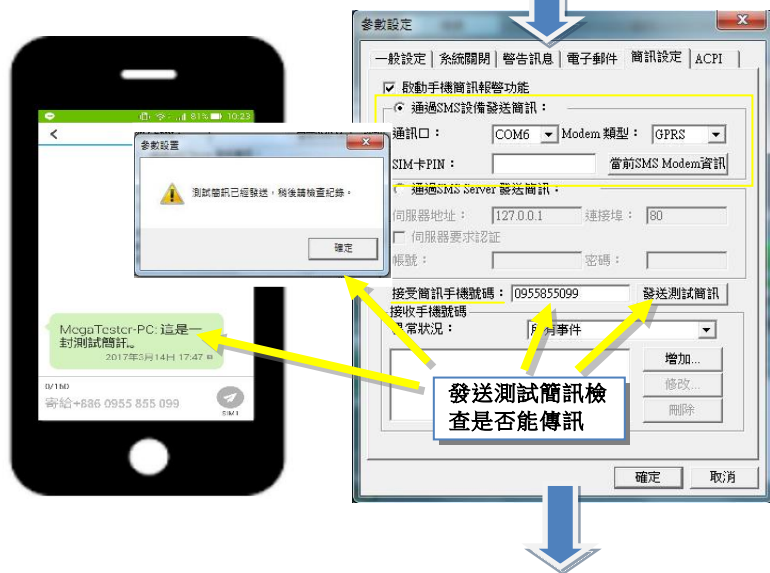 參數設定
一般設定 系統關閉 警告訊息 電子郵件 簡訊設定 ACPI
啟動手機簡訊報警功能
通過SMS設備發送簡訊：
通訊口： COM6 Modem 類型： GPRS
SIM卡PIN： 當前SMS Modem資訊
通過SMS Server 發送簡訊：
伺服器地址： 127.0.0.1 連接埠： 80
伺服器要求認証
帳號： 密碼：
接受簡訊手機號碼： 0955855099 發送測試簡訊
接收手機號碼
異常狀況： 所有事件
增加...
修改...
刪除
確定 取消
81% 10:23
參數設置
測試簡訊已經發送，稍後請檢查紀錄。
確定
MegaTester-PC: 這是一
封測試簡訊。
2017年3月14日 17:47
0/160
寄給+886 0955 855 099
SIM1
發送測試簡訊檢
查是否能傳訊